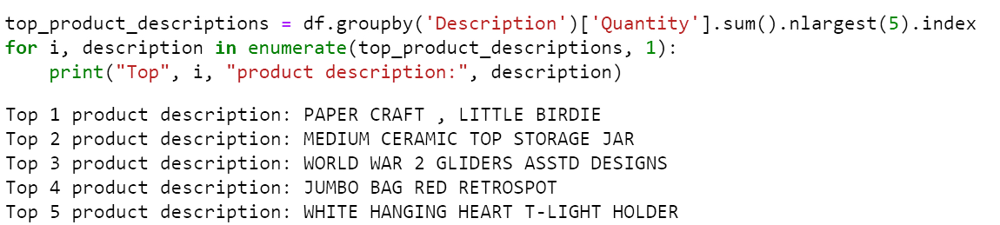 top_product_descriptions = df.groupby('Description')['Quantity'].sum().nlargest(5).index
for i, description in enumerate(top_product_descriptions, 1):
    print("Top", i, "product description:", description)
Top 1 product description: PAPER CRAFT , LITTLE BIRDIE
Top 2 product description: MEDIUM CERAMIC TOP STORAGE JAR
Top 3 product description: WORLD WAR 2 GLIDERS ASSTD DESIGNS
Top 4 product description: JUMBO BAG RED RETROSPOT
Top 5 product description: WHITE HANGING HEART T-LIGHT HOLDER